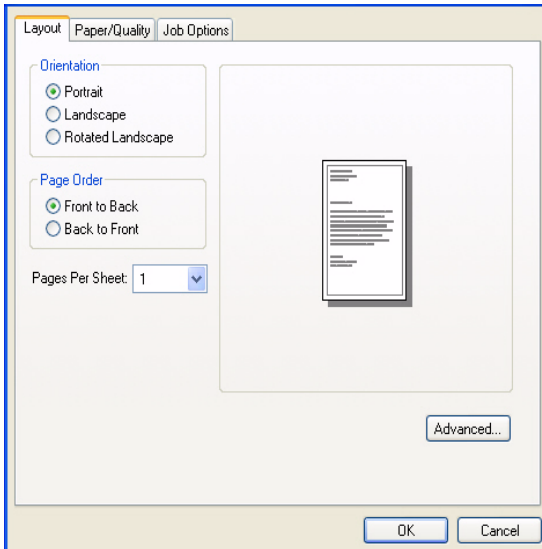 Layout Paper/Quality Job Options
Orientation
Portrait
Landscape
Rotated Landscape
Page Order
Front to Back
Back to Front
Pages Per Sheet: 1
Advanced...
OK Cancel